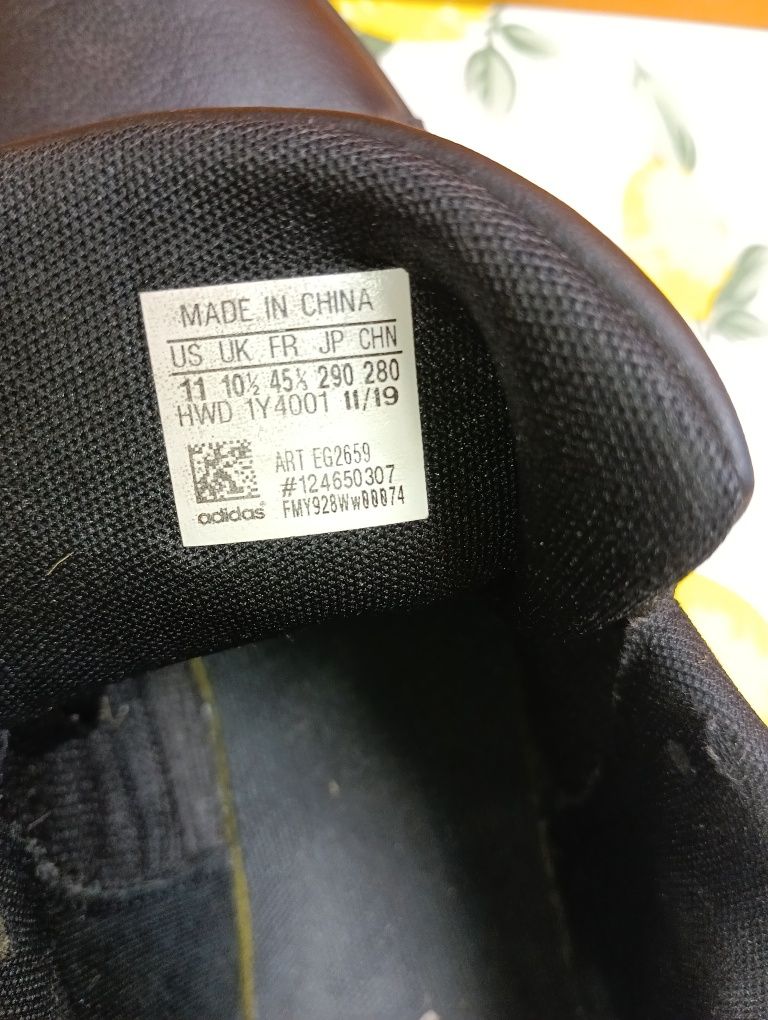 MADE IN CHINA
US UK FR JP CHN
11 10½ 45⅓ 290 280
HWD 1Y4001 11/19
ART EG2659
#124650307
adidas FMY928Ww00074